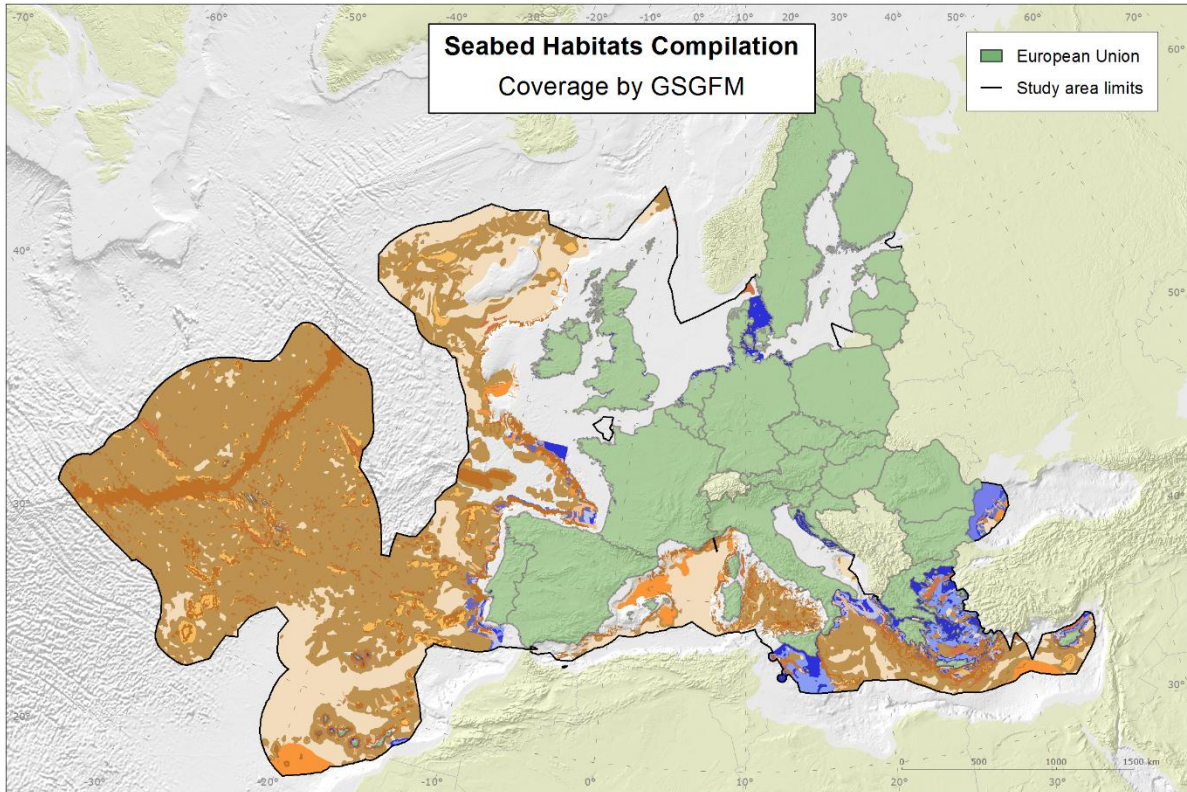 -70° -60° -50° -40° -30° -20° -10° 0° 10° 20° 30° 40° 50° 60° 70°
Seabed Habitats Compilation
Coverage by GSGFM
European Union
Study area limits
60°
40°
50°
30°
40°
20°
30°
0 500 1000 1500 km
-30° -20° -10° 0° 10° 20° 30°